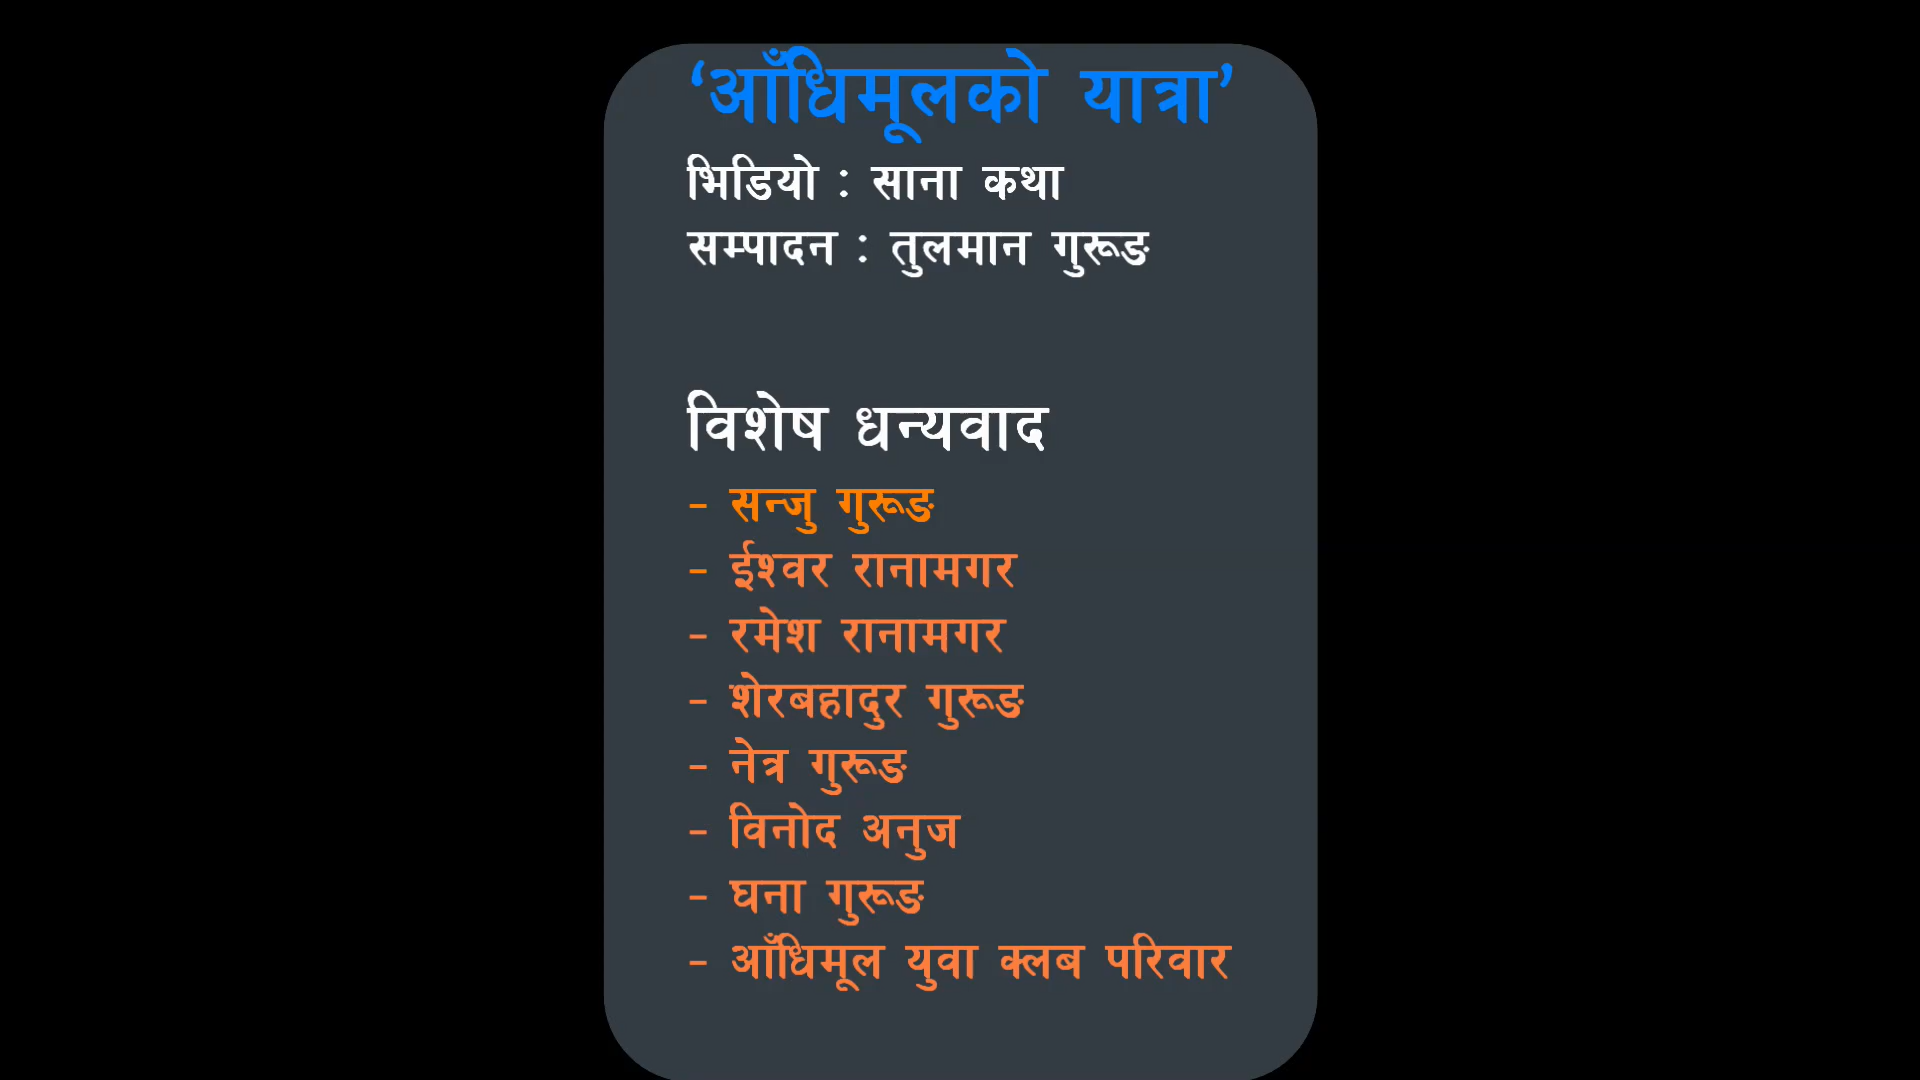 ‘आँधिमूलको यात्रा’
भिडियो : साना कथा
सम्पादन : तुलमान गुरूङ
विशेष धन्यवाद
- सन्जु गुरूङ
- ईश्वर रानामगर
- रमेश रानामगर
- शेरबहादुर गुरूङ
- नेत्र गुरूङ
- विनोद अनुज
- घना गुरूङ
- आँधिमूल युवा क्लब परिवार